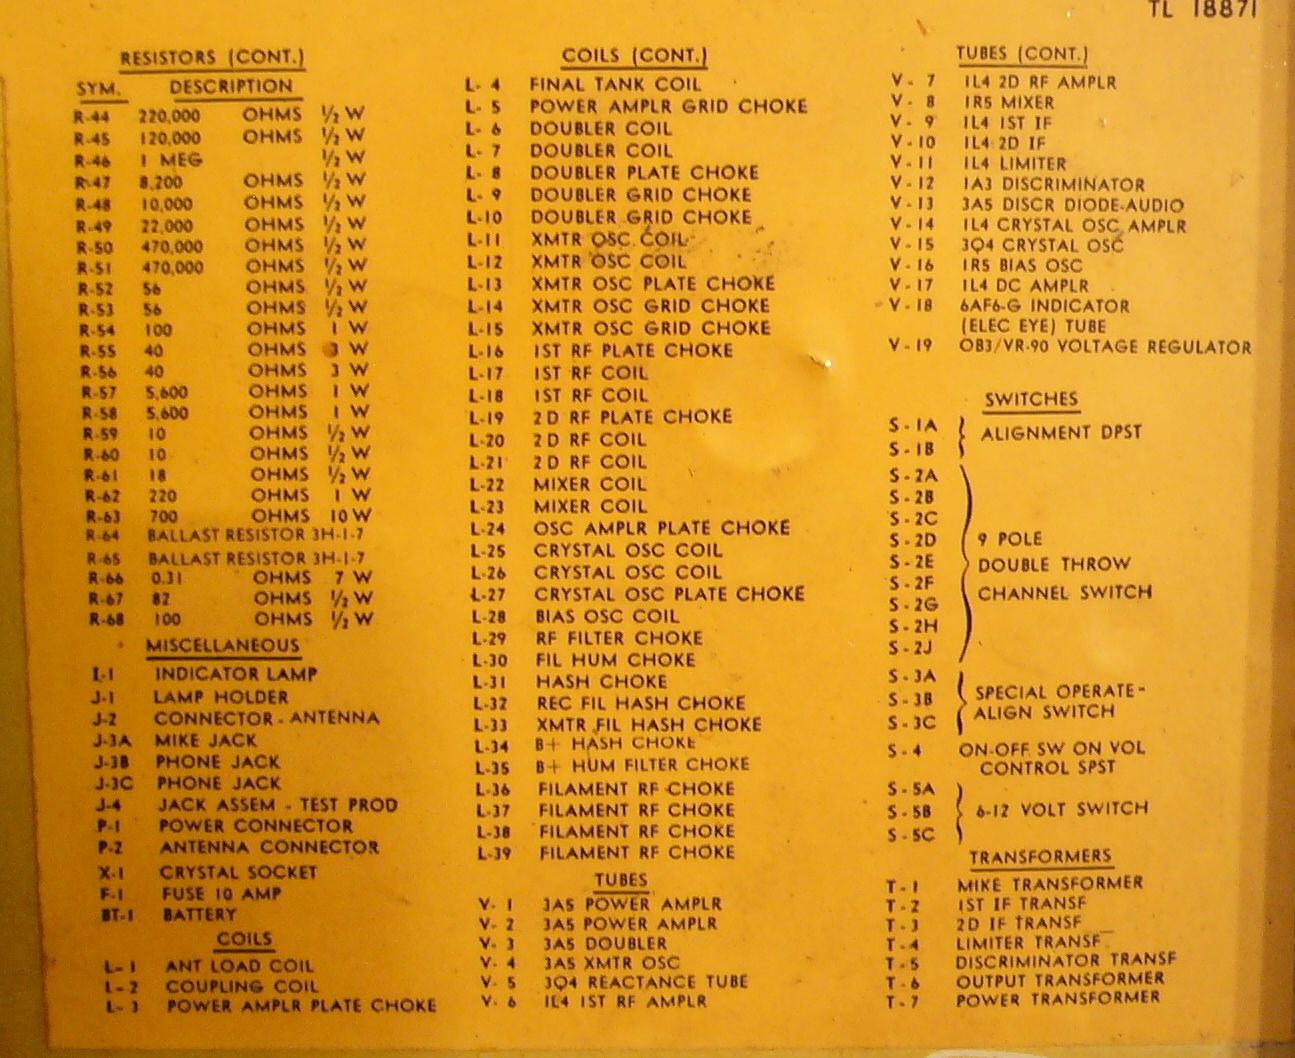 TL 18871
RESISTORS (CONT.)
SYM. DESCRIPTION
R-44 220,000 OHMS 1/2 W
R-45 120,000 OHMS 1/2 W
R-46 1 MEG 1/2 W
R-47 8,200 OHMS 1/2 W
R-48 10,000 OHMS 1/2 W
R-49 22,000 OHMS 1/2 W
R-50 470,000 OHMS 1/2 W
R-51 470,000 OHMS 1/2 W
R-52 56 OHMS 1/2 W
R-53 56 OHMS 1/2 W
R-54 100 OHMS 1 W
R-55 40 OHMS 3 W
R-56 40 OHMS 3 W
R-57 5,600 OHMS 1 W
R-58 5,600 OHMS 1 W
R-59 10 OHMS 1/2 W
R-60 10 OHMS 1/2 W
R-61 18 OHMS 1/2 W
R-62 220 OHMS 1 W
R-63 700 OHMS 10 W
R-64 BALLAST RESISTOR 3H-1-7
R-65 BALLAST RESISTOR 3H-1-7
R-66 0.31 OHMS 7 W
R-67 82 OHMS 1/2 W
R-68 100 OHMS 1/2 W
MISCELLANEOUS
I-1 INDICATOR LAMP
J-1 LAMP HOLDER
J-2 CONNECTOR - ANTENNA
J-3A MIKE JACK
J-3B PHONE JACK
J-3C PHONE JACK
J-4 JACK ASSEM - TEST PROD
P-1 POWER CONNECTOR
P-2 ANTENNA CONNECTOR
X-1 CRYSTAL SOCKET
F-1 FUSE 10 AMP
BT-1 BATTERY
COILS
L-1 ANT LOAD COIL
L-2 COUPLING COIL
L-3 POWER AMPLR PLATE CHOKE
COILS (CONT.)
L-4 FINAL TANK COIL
L-5 POWER AMPLR GRID CHOKE
L-6 DOUBLER COIL
L-7 DOUBLER COIL
L-8 DOUBLER PLATE CHOKE
L-9 DOUBLER GRID CHOKE
L-10 DOUBLER GRID CHOKE
L-11 XMTR OSC COIL
L-12 XMTR OSC COIL
L-13 XMTR OSC PLATE CHOKE
L-14 XMTR OSC GRID CHOKE
L-15 XMTR OSC GRID CHOKE
L-16 1ST RF PLATE CHOKE
L-17 1ST RF COIL
L-18 1ST RF COIL
L-19 2D RF PLATE CHOKE
L-20 2D RF COIL
L-21 2D RF COIL
L-22 MIXER COIL
L-23 MIXER COIL
L-24 OSC AMPLR PLATE CHOKE
L-25 CRYSTAL OSC COIL
L-26 CRYSTAL OSC COIL
L-27 CRYSTAL OSC PLATE CHOKE
L-28 BIAS OSC COIL
L-29 RF FILTER CHOKE
L-30 FIL HUM CHOKE
L-31 HASH CHOKE
L-32 REC FIL HASH CHOKE
L-33 XMTR FIL HASH CHOKE
L-34 B+ HASH CHOKE
L-35 B+ HUM FILTER CHOKE
L-36 FILAMENT RF CHOKE
L-37 FILAMENT RF CHOKE
L-38 FILAMENT RF CHOKE
L-39 FILAMENT RF CHOKE
TUBES
V-1 3A5 POWER AMPLR
V-2 3A5 POWER AMPLR
V-3 3A5 DOUBLER
V-4 3A5 XMTR OSC
V-5 3Q4 REACTANCE TUBE
V-6 1L4 1ST RF AMPLR
TUBES (CONT.)
V-7 1L4 2D RF AMPLR
V-8 1R5 MIXER
V-9 1L4 1ST IF
V-10 1L4 2D IF
V-11 1L4 LIMITER
V-12 1A3 DISCRIMINATOR
V-13 3A5 DISCR DIODE-AUDIO
V-14 1L4 CRYSTAL OSC AMPLR
V-15 3Q4 CRYSTAL OSC
V-16 1R5 BIAS OSC
V-17 1L4 DC AMPLR
V-18 6AF6-G INDICATOR
(ELEC EYE) TUBE
V-19 OB3/VR-90 VOLTAGE REGULATOR
SWITCHES
S-1A
ALIGNMENT DPST
S-1B
S-2A
S-2B
S-2C
S-2D 9 POLE
S-2E DOUBLE THROW
S-2F
CHANNEL SWITCH
S-2G
S-2H
S-2J
S-3A
SPECIAL OPERATE-
S-3B
ALIGN SWITCH
S-3C
S-4 ON-OFF SW ON VOL
CONTROL SPST
S-5A
S-5B 6-12 VOLT SWITCH
S-5C
TRANSFORMERS
T-1 MIKE TRANSFORMER
T-2 1ST IF TRANSF
T-3 2D IF TRANSF
T-4 LIMITER TRANSF
T-5 DISCRIMINATOR TRANSF
T-6 OUTPUT TRANSFORMER
T-7 POWER TRANSFORMER